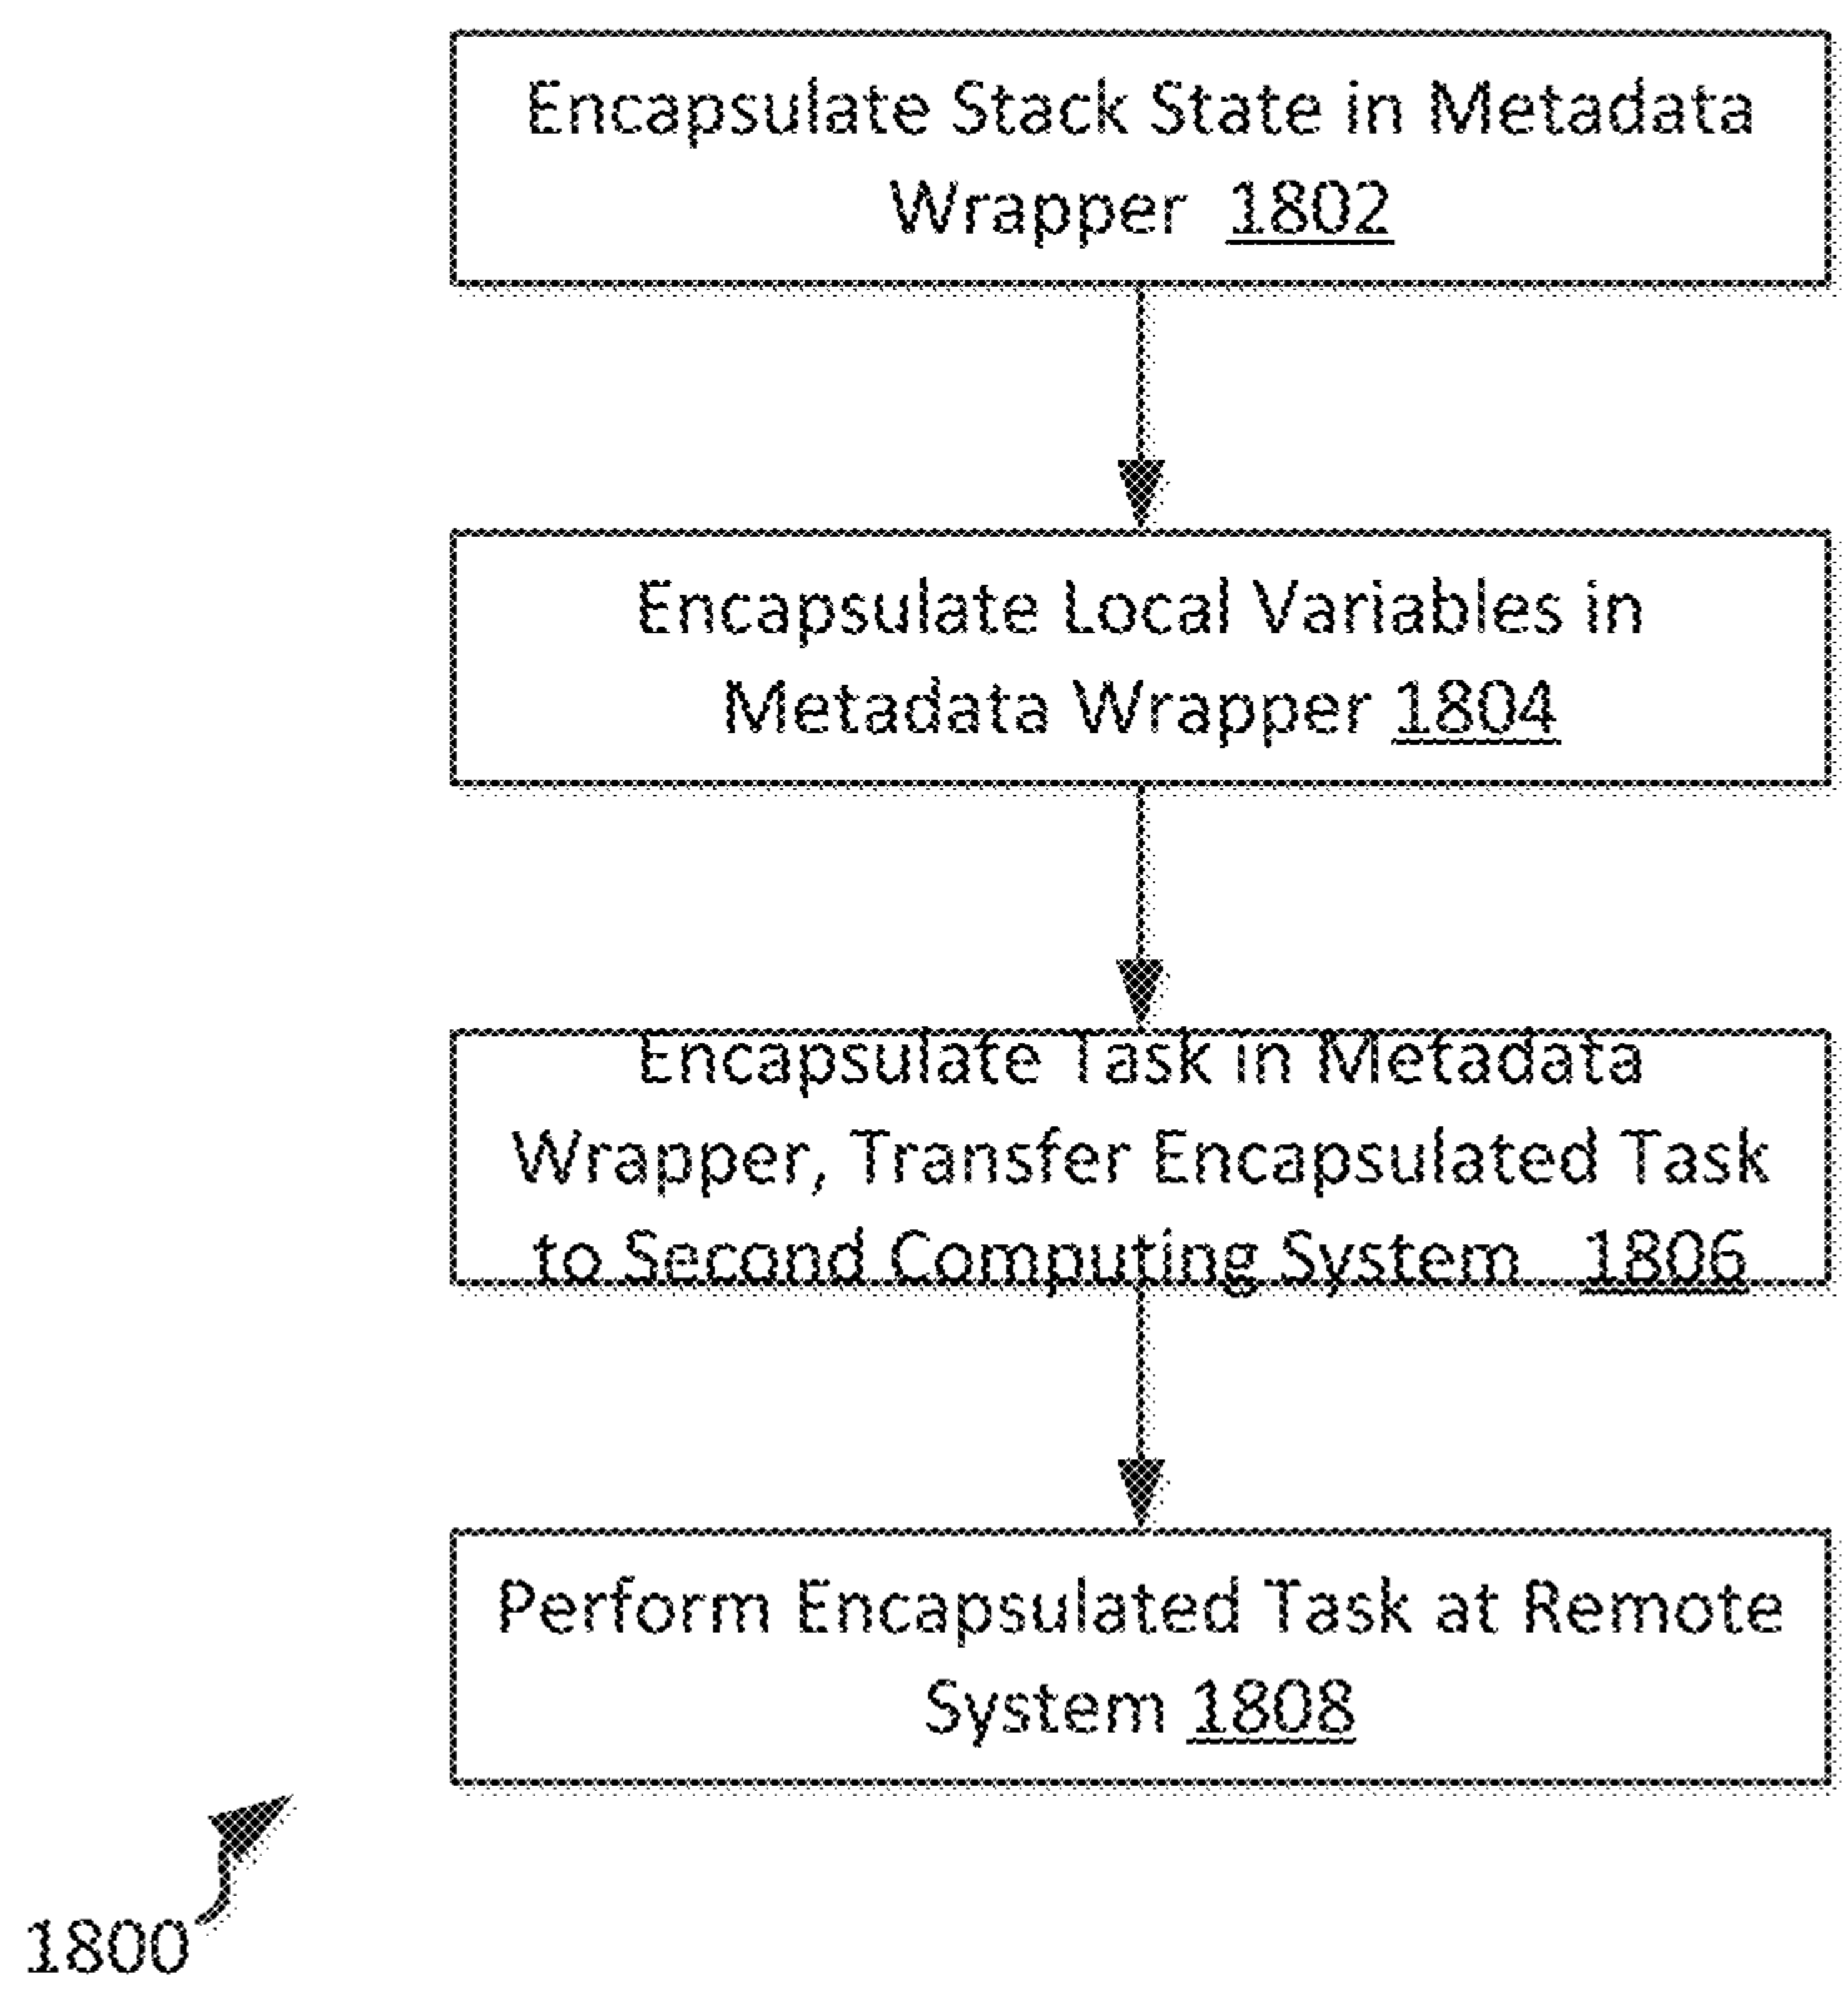 Encapsulate Stack State in Metadata
Wrapper 1802
Encapsulate Local Variables in
Metadata Wrapper 1804
Encapsulate Task in Metadata
Wrapper, Transfer Encapsulated Task
to Second Computing System 1806
Perform Encapsulated Task at Remote
System 1808
1800